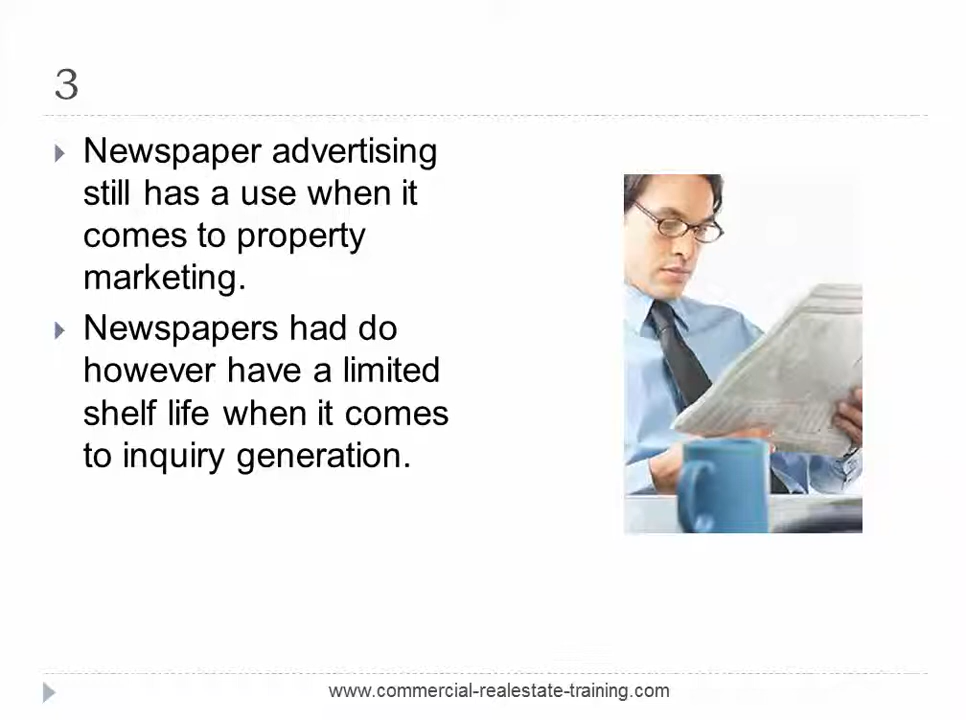 3
Newspaper advertising
still has a use when it
comes to property
marketing.
Newspapers had do
however have a limited
shelf life when it comes
to inquiry generation.
www.commercial-realestate-training.com